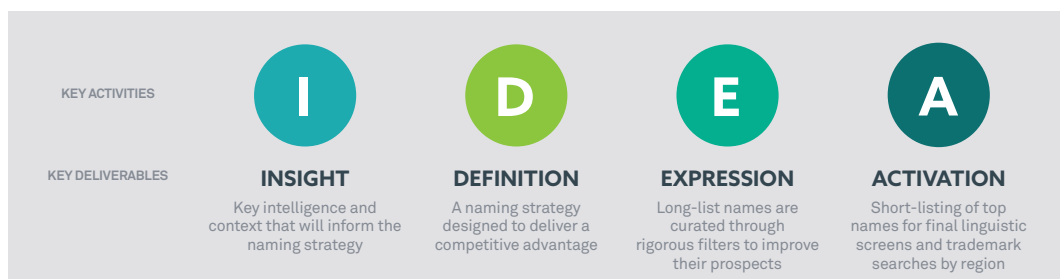 KEY ACTIVITIES
I
D
E
A
KEY DELIVERABLES
INSIGHT
Key intelligence and
context that will inform the
naming strategy
DEFINITION
A naming strategy
designed to deliver a
competitive advantage
EXPRESSION
Long-list names are
curated through
rigorous filters to improve
their prospects
ACTIVATION
Short-listing of top
names for final linguistic
screens and trademark
searches by region